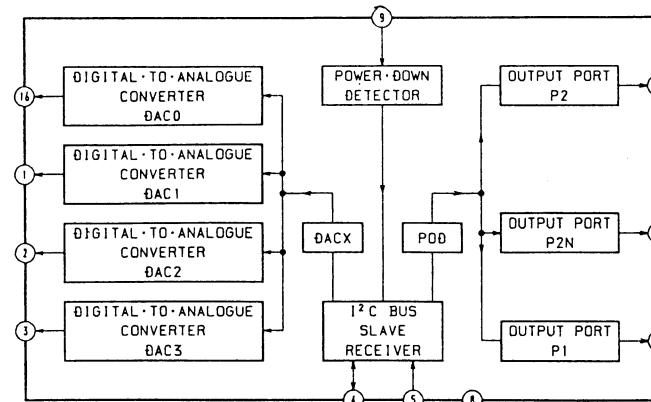 9
DIGITAL·TO·ANALOGUE
CONVERTER
DAC0
16
POWER·DOWN
DETECTOR
OUTPUT PORT
P2
DIGITAL·TO·ANALOGUE
CONVERTER
DAC1
1
DIGITAL·TO·ANALOGUE
CONVERTER
DAC2
2
DACX
POD
OUTPUT PORT
P2N
DIGITAL·TO·ANALOGUE
CONVERTER
DAC3
3
I²C BUS
SLAVE
RECEIVER
OUTPUT PORT
P1
4
5
8